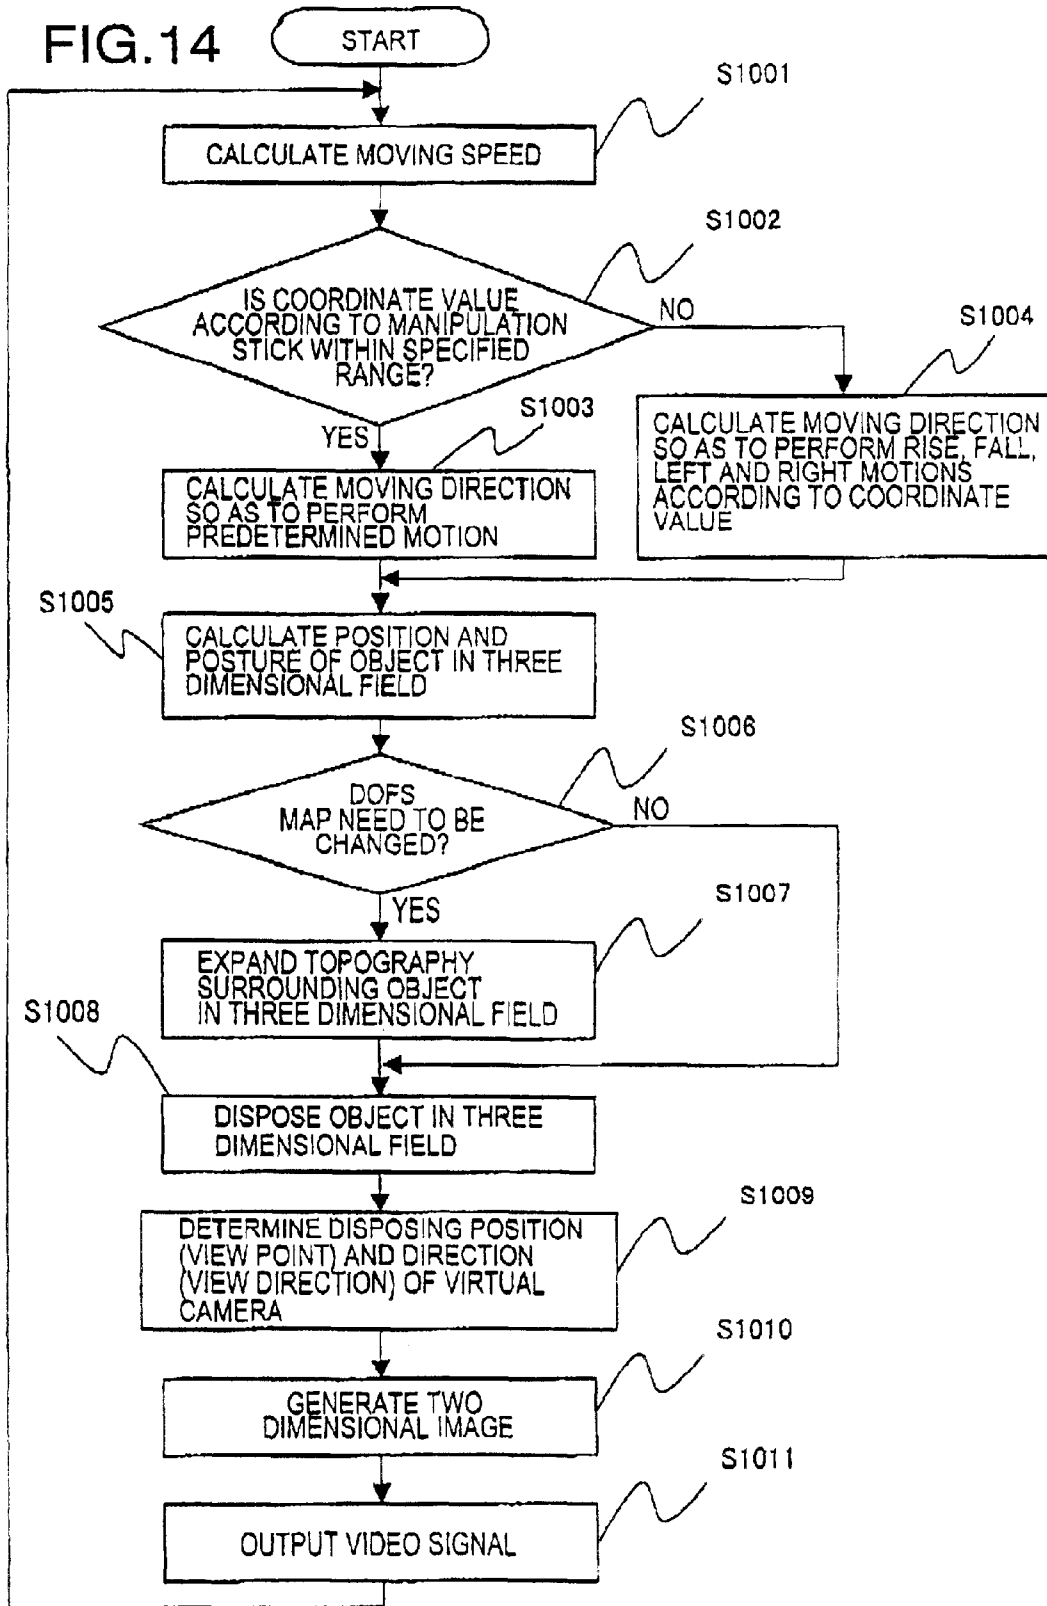 FIG.14
START
S1001
CALCULATE MOVING SPEED
S1002
IS COORDINATE VALUE
ACCORDING TO MANIPULATION
STICK WITHIN SPECIFIED
RANGE?
NO
S1004
YES
S1003
CALCULATE MOVING DIRECTION
SO AS TO PERFORM
PREDETERMINED MOTION
CALCULATE MOVING DIRECTION
SO AS TO PERFORM RISE, FALL,
LEFT AND RIGHT MOTIONS
ACCORDING TO COORDINATE
VALUE
S1005
CALCULATE POSITION AND
POSTURE OF OBJECT IN THREE
DIMENSIONAL FIELD
S1006
DOFS
MAP NEED TO BE
CHANGED?
NO
YES
S1007
EXPAND TOPOGRAPHY
SURROUNDING OBJECT
IN THREE DIMENSIONAL FIELD
S1008
DISPOSE OBJECT IN THREE
DIMENSIONAL FIELD
S1009
DETERMINE DISPOSING POSITION
(VIEW POINT) AND DIRECTION
(VIEW DIRECTION) OF VIRTUAL
CAMERA
S1010
GENERATE TWO
DIMENSIONAL IMAGE
S1011
OUTPUT VIDEO SIGNAL